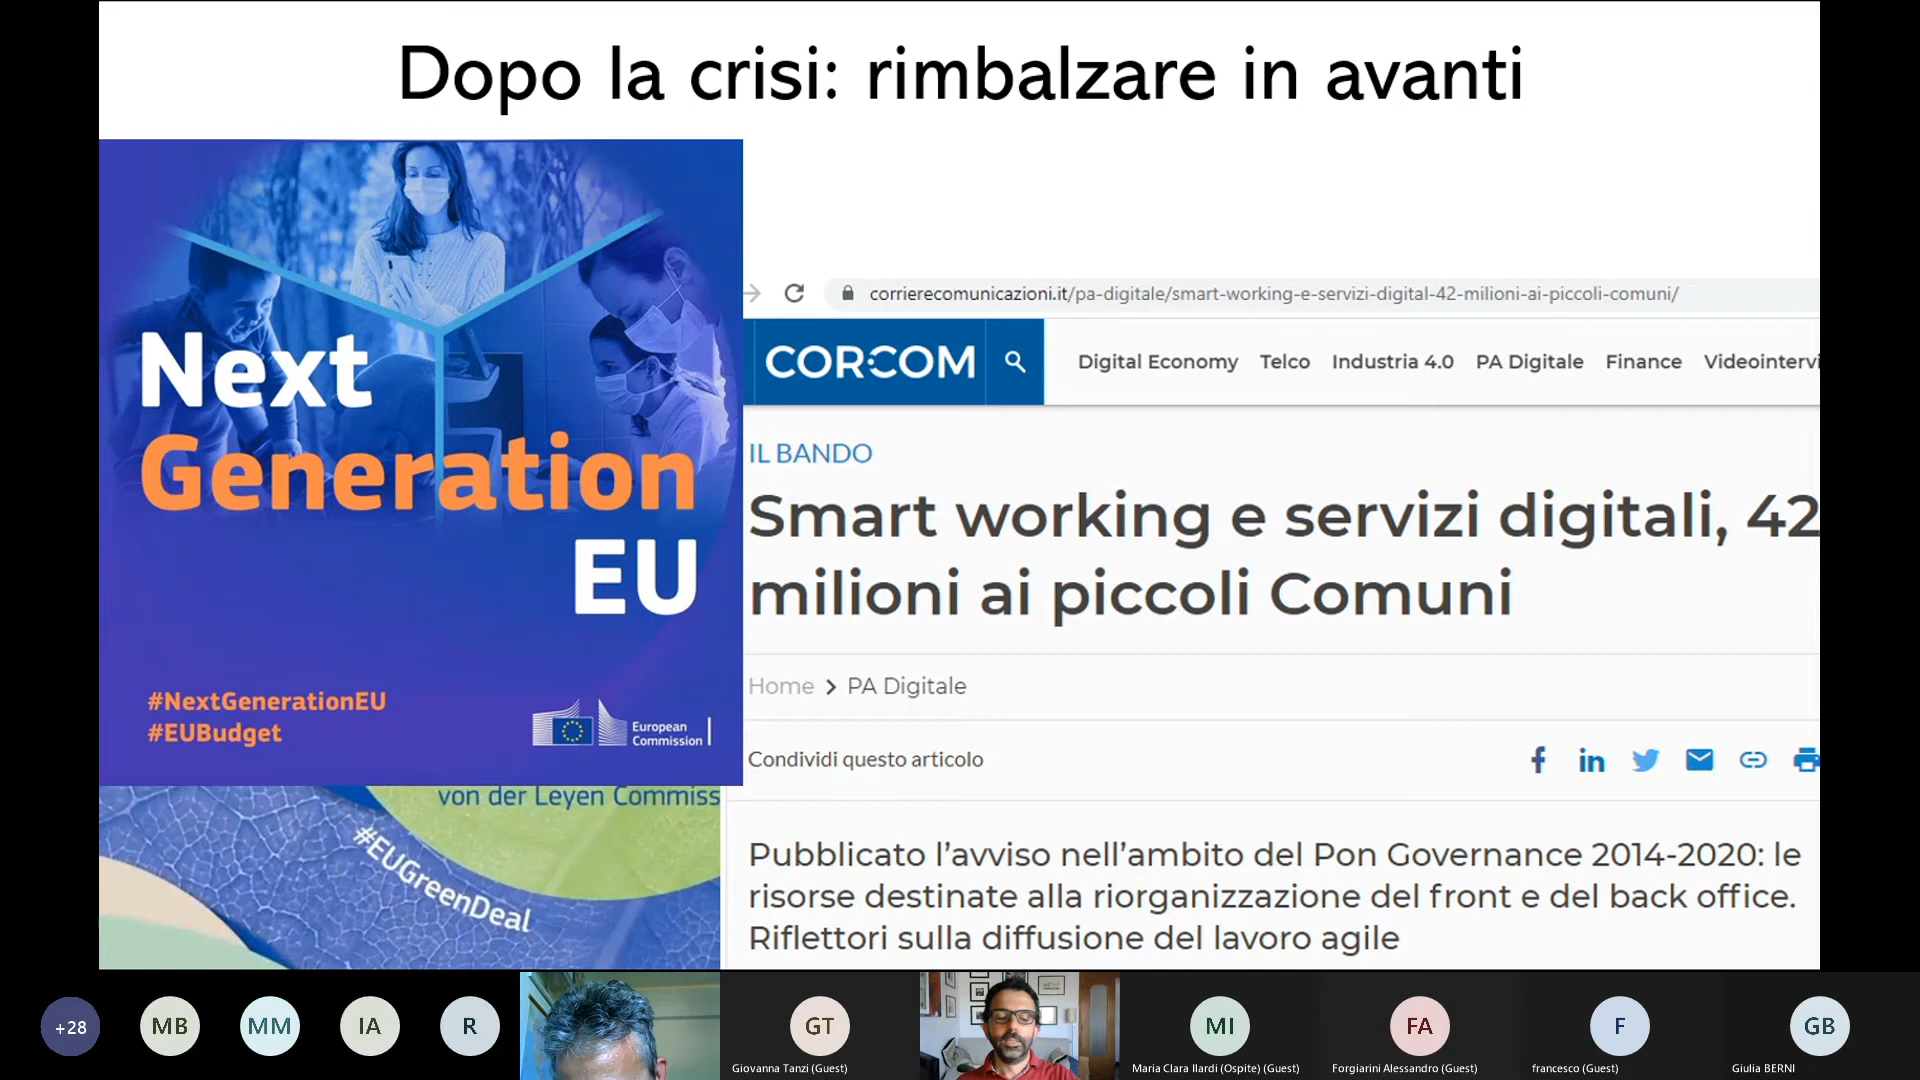 Dopo la crisi: rimbalzare in avanti
Next
Generation
EU
#NextGenerationEU
#EUBudget
European
Commission
von der Leyen Commiss
#EUGreenDeal
corrierecomunicazioni.it/pa-digitale/smart-working-e-servizi-digital-42-milioni-ai-piccoli-comuni/
CORCOM
Digital Economy Telco Industria 4.0 PA Digitale Finance Videointervi
IL BANDO
Smart working e servizi digitali, 42
milioni ai piccoli Comuni
Home > PA Digitale
Condividi questo articolo
Pubblicato l’avviso nell’ambito del Pon Governance 2014-2020: le
risorse destinate alla riorganizzazione del front e del back office.
Riflettori sulla diffusione del lavoro agile
+28 MB MM IA R GT MI FA F GB
Giovanna Tanzi (Guest) Maria Clara Ilardi (Ospite) (Guest) Forgiarini Alessandro (Guest) francesco (Guest) Giulia BERNI